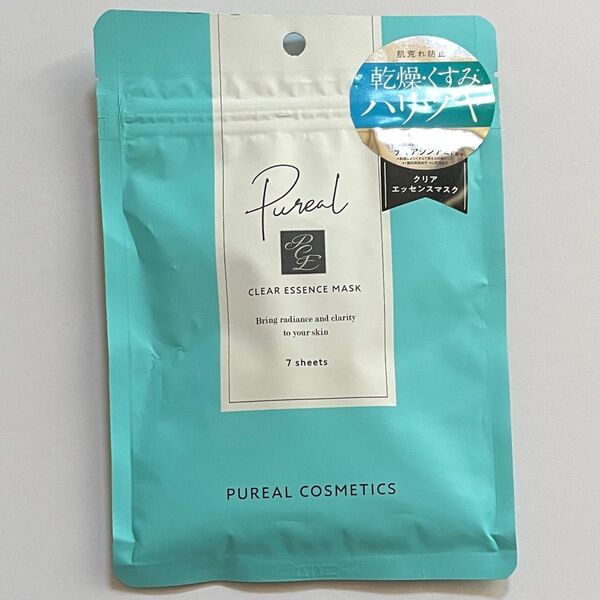 肌荒れ防止
乾燥・くすみ
ハリツヤ
クリア
エッセンスマスク
Pureal
PCE
CLEAR ESSENCE MASK
Bring radiance and clarity
to your skin
7 sheets
PUREAL COSMETICS